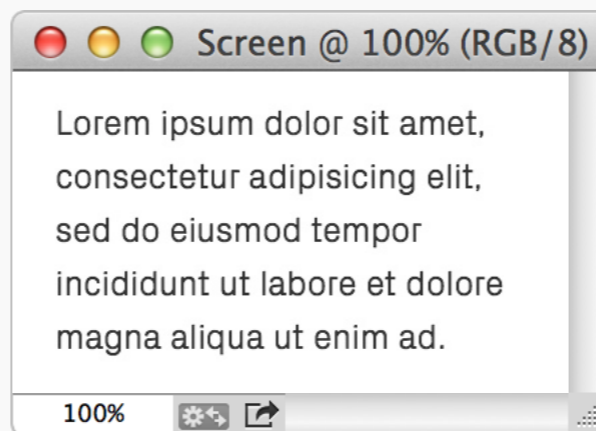 Screen @ 100% (RGB/8)
Lorem ipsum dolor sit amet,
consectetur adipisicing elit,
sed do eiusmod tempor
incididunt ut labore et dolore
magna aliqua ut enim ad.
100%